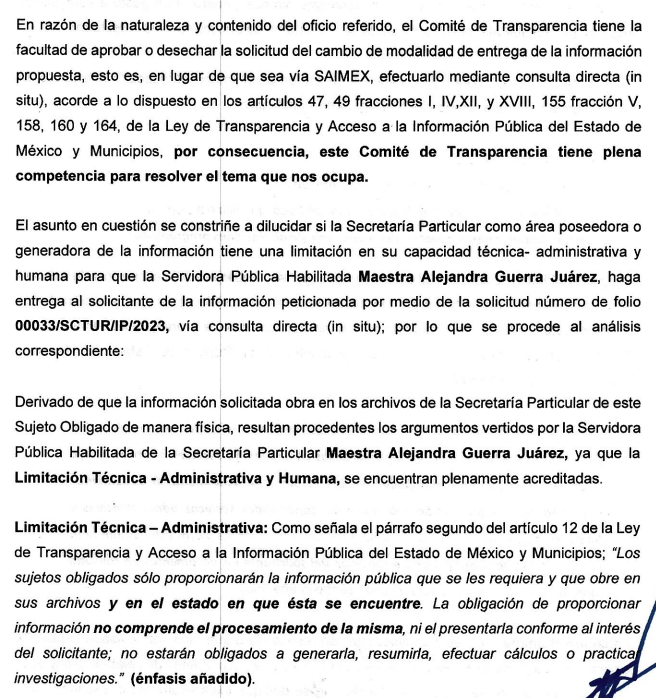 En razón de la naturaleza y contenido del oficio referido, el Comité de Transparencia tiene la
facultad de aprobar o desechar la solicitud del cambio de modalidad de entrega de la información
propuesta, esto es, en lugar de que sea vía SAIMEX, efectuarlo mediante consulta directa (in
situ), acorde a lo dispuesto en los artículos 47, 49 fracciones I, IV,XII, y XVIII, 155 fracción V,
158, 160 y 164, de la Ley de Transparencia y Acceso a la Información Pública del Estado de
México y Municipios, por consecuencia, este Comité de Transparencia tiene plena
competencia para resolver el tema que nos ocupa.
El asunto en cuestión se constriñe a dilucidar si la Secretaría Particular como área poseedora o
generadora de la información tiene una limitación en su capacidad técnica- administrativa y
humana para que la Servidora Pública Habilitada Maestra Alejandra Guerra Juárez, haga
entrega al solicitante de la información peticionada por medio de la solicitud número de folio
00033/SCTUR/IP/2023, vía consulta directa (in situ); por lo que se procede al análisis
correspondiente:
Derivado de que la información solicitada obra en los archivos de la Secretaría Particular de este
Sujeto Obligado de manera física, resultan procedentes los argumentos vertidos por la Servidora
Pública Habilitada de la Secretaría Particular Maestra Alejandra Guerra Juárez, ya que la
Limitación Técnica - Administrativa y Humana, se encuentran plenamente acreditadas.
Limitación Técnica – Administrativa: Como señala el párrafo segundo del artículo 12 de la Ley
de Transparencia y Acceso a la Información Pública del Estado de México y Municipios; "Los
sujetos obligados sólo proporcionarán la información pública que se les requiera y que obre en
sus archivos y en el estado en que ésta se encuentre. La obligación de proporcionar
información no comprende el procesamiento de la misma, ni el presentarla conforme al interés
del solicitante; no estarán obligados a generarla, resumirla, efectuar cálculos o practicar
investigaciones." (énfasis añadido).